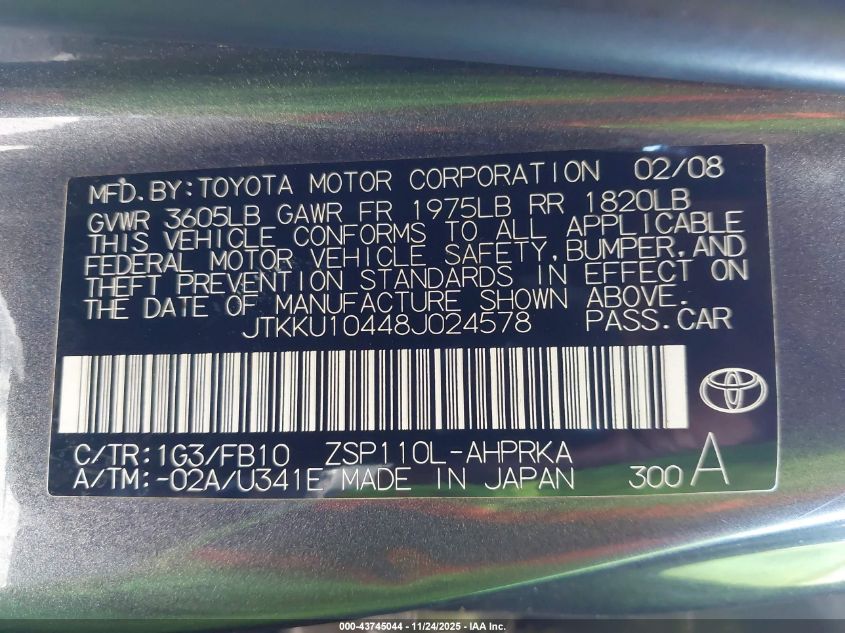 MFD.BY:TOYOTA MOTOR CORPORATION 02/08
GVWR 3605LB GAWR FR 1975LB RR 1820LB
THIS VEHICLE CONFORMS TO ALL APPLICABLE
FEDERAL MOTOR VEHICLE SAFETY,BUMPER,AND
THEFT PREVENTION STANDARDS IN EFFECT ON
THE DATE OF MANUFACTURE SHOWN ABOVE.
JTKKU10448J024578 PASS.CAR
C/TR:1G3/FB10 ZSP110L-AHPRKA
A/TM:-02A/U341E MADE IN JAPAN 300 A
000-43745044 - 11/24/2025 - IAA Inc.